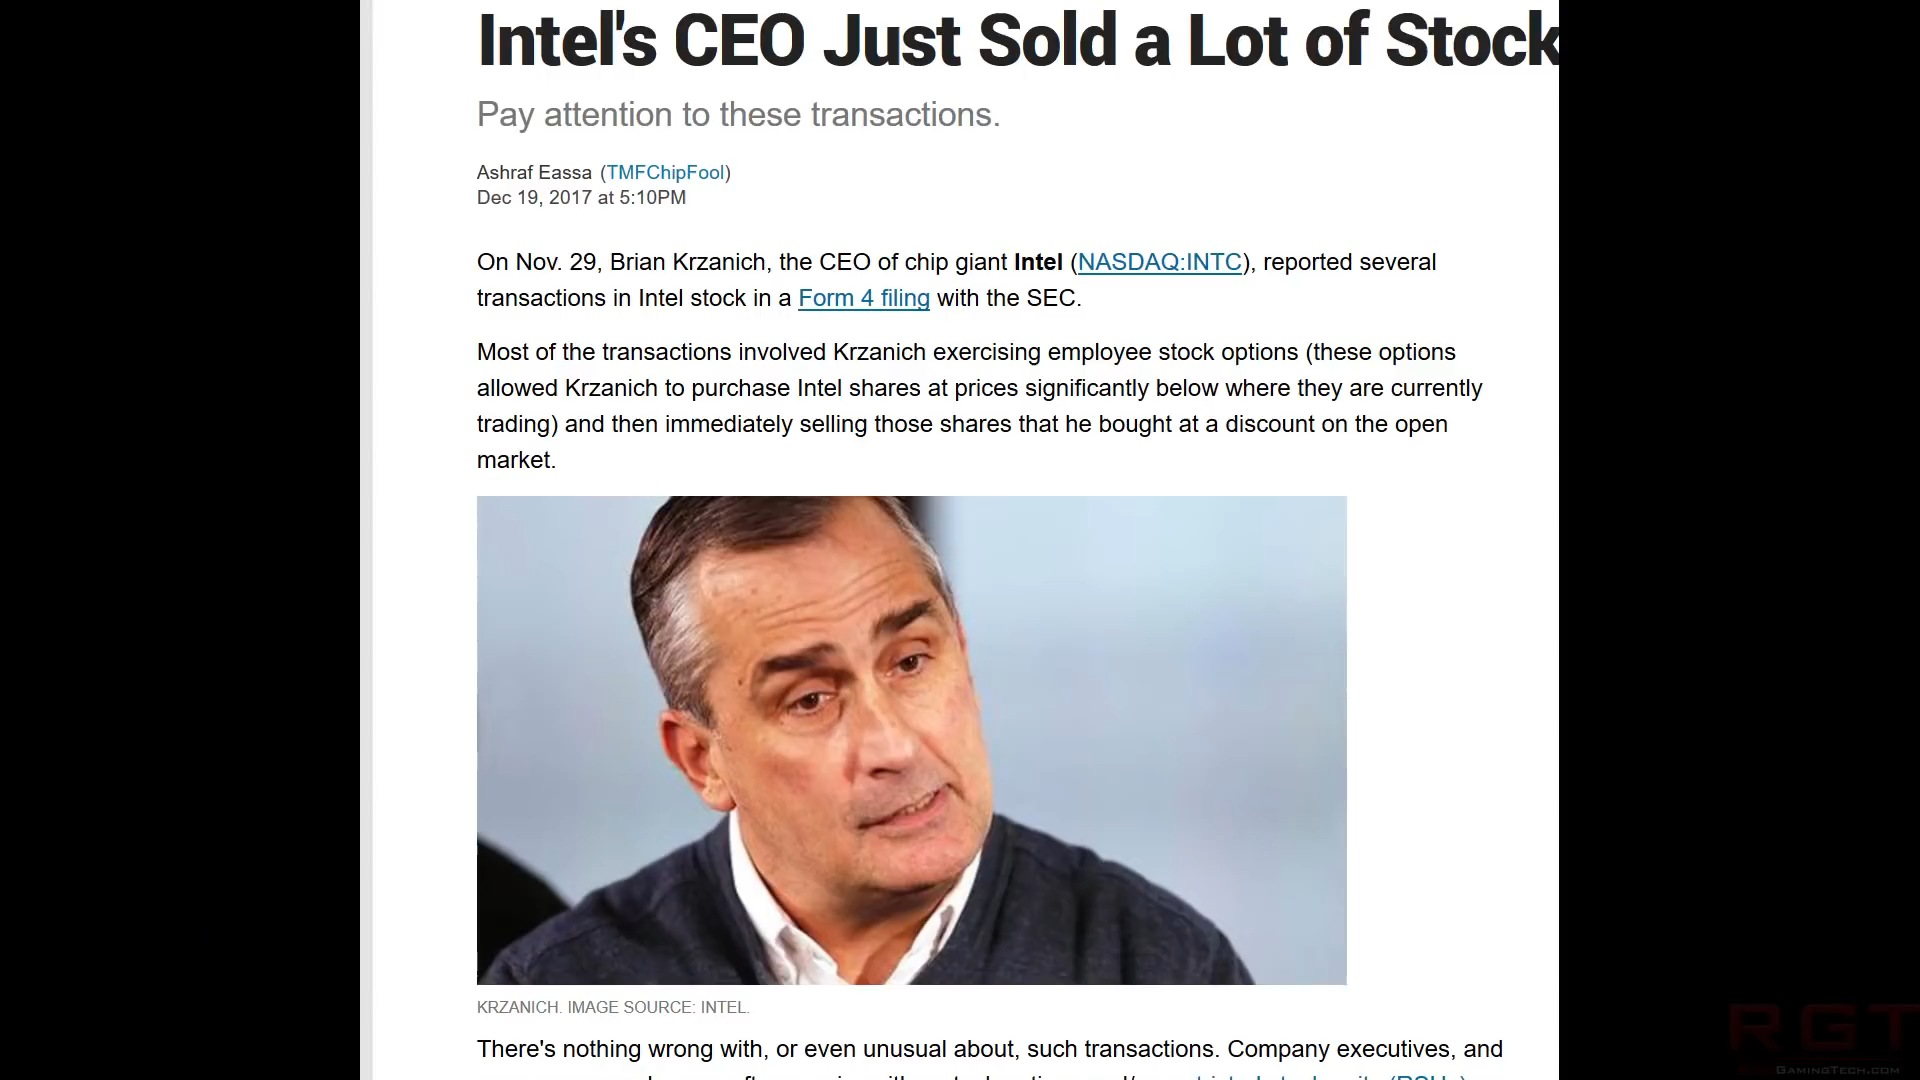 Intel's CEO Just Sold a Lot of Stock
Pay attention to these transactions.
Ashraf Eassa (TMFChipFool)
Dec 19, 2017 at 5:10PM
On Nov. 29, Brian Krzanich, the CEO of chip giant Intel (NASDAQ:INTC), reported several
transactions in Intel stock in a Form 4 filing with the SEC.
Most of the transactions involved Krzanich exercising employee stock options (these options
allowed Krzanich to purchase Intel shares at prices significantly below where they are currently
trading) and then immediately selling those shares that he bought at a discount on the open
market.
KRZANICH. IMAGE SOURCE: INTEL.
There's nothing wrong with, or even unusual about, such transactions. Company executives, and
RGT
GAMINGTECH.COM